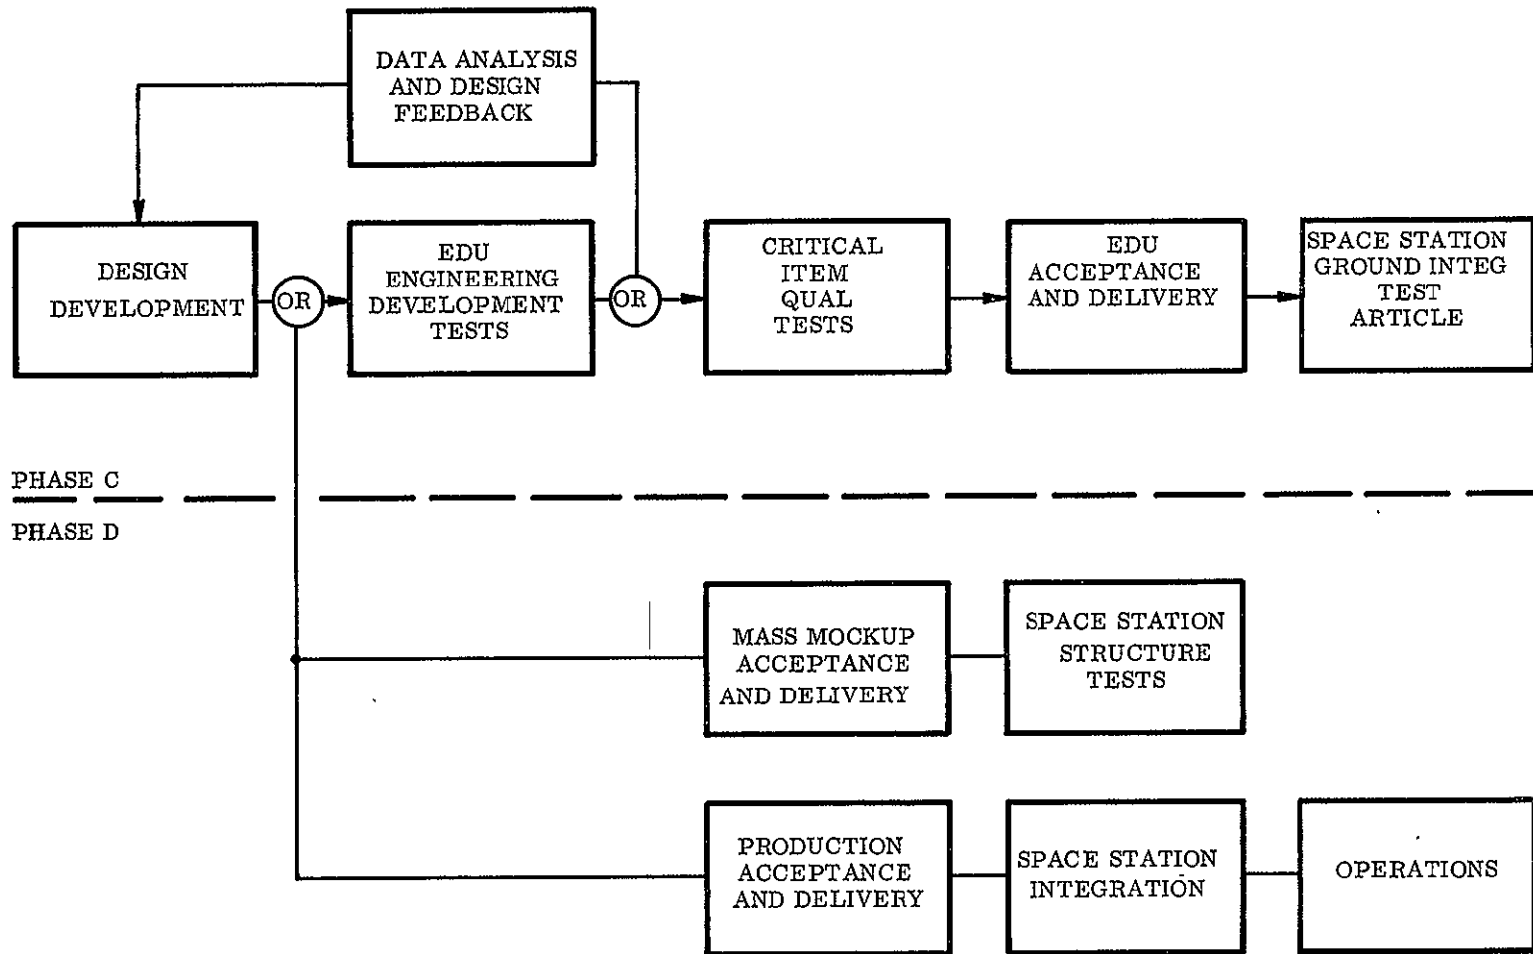 DATA ANALYSIS
AND DESIGN
FEEDBACK
DESIGN
DEVELOPMENT
OR
EDU
ENGINEERING
DEVELOPMENT
TESTS
OR
CRITICAL
ITEM
QUAL
TESTS
EDU
ACCEPTANCE
AND DELIVERY
SPACE STATION
GROUND INTEG
TEST
ARTICLE
PHASE C
PHASE D
MASS MOCKUP
ACCEPTANCE
AND DELIVERY
SPACE STATION
STRUCTURE
TESTS
PRODUCTION
ACCEPTANCE
AND DELIVERY
SPACE STATION
INTEGRATION
OPERATIONS